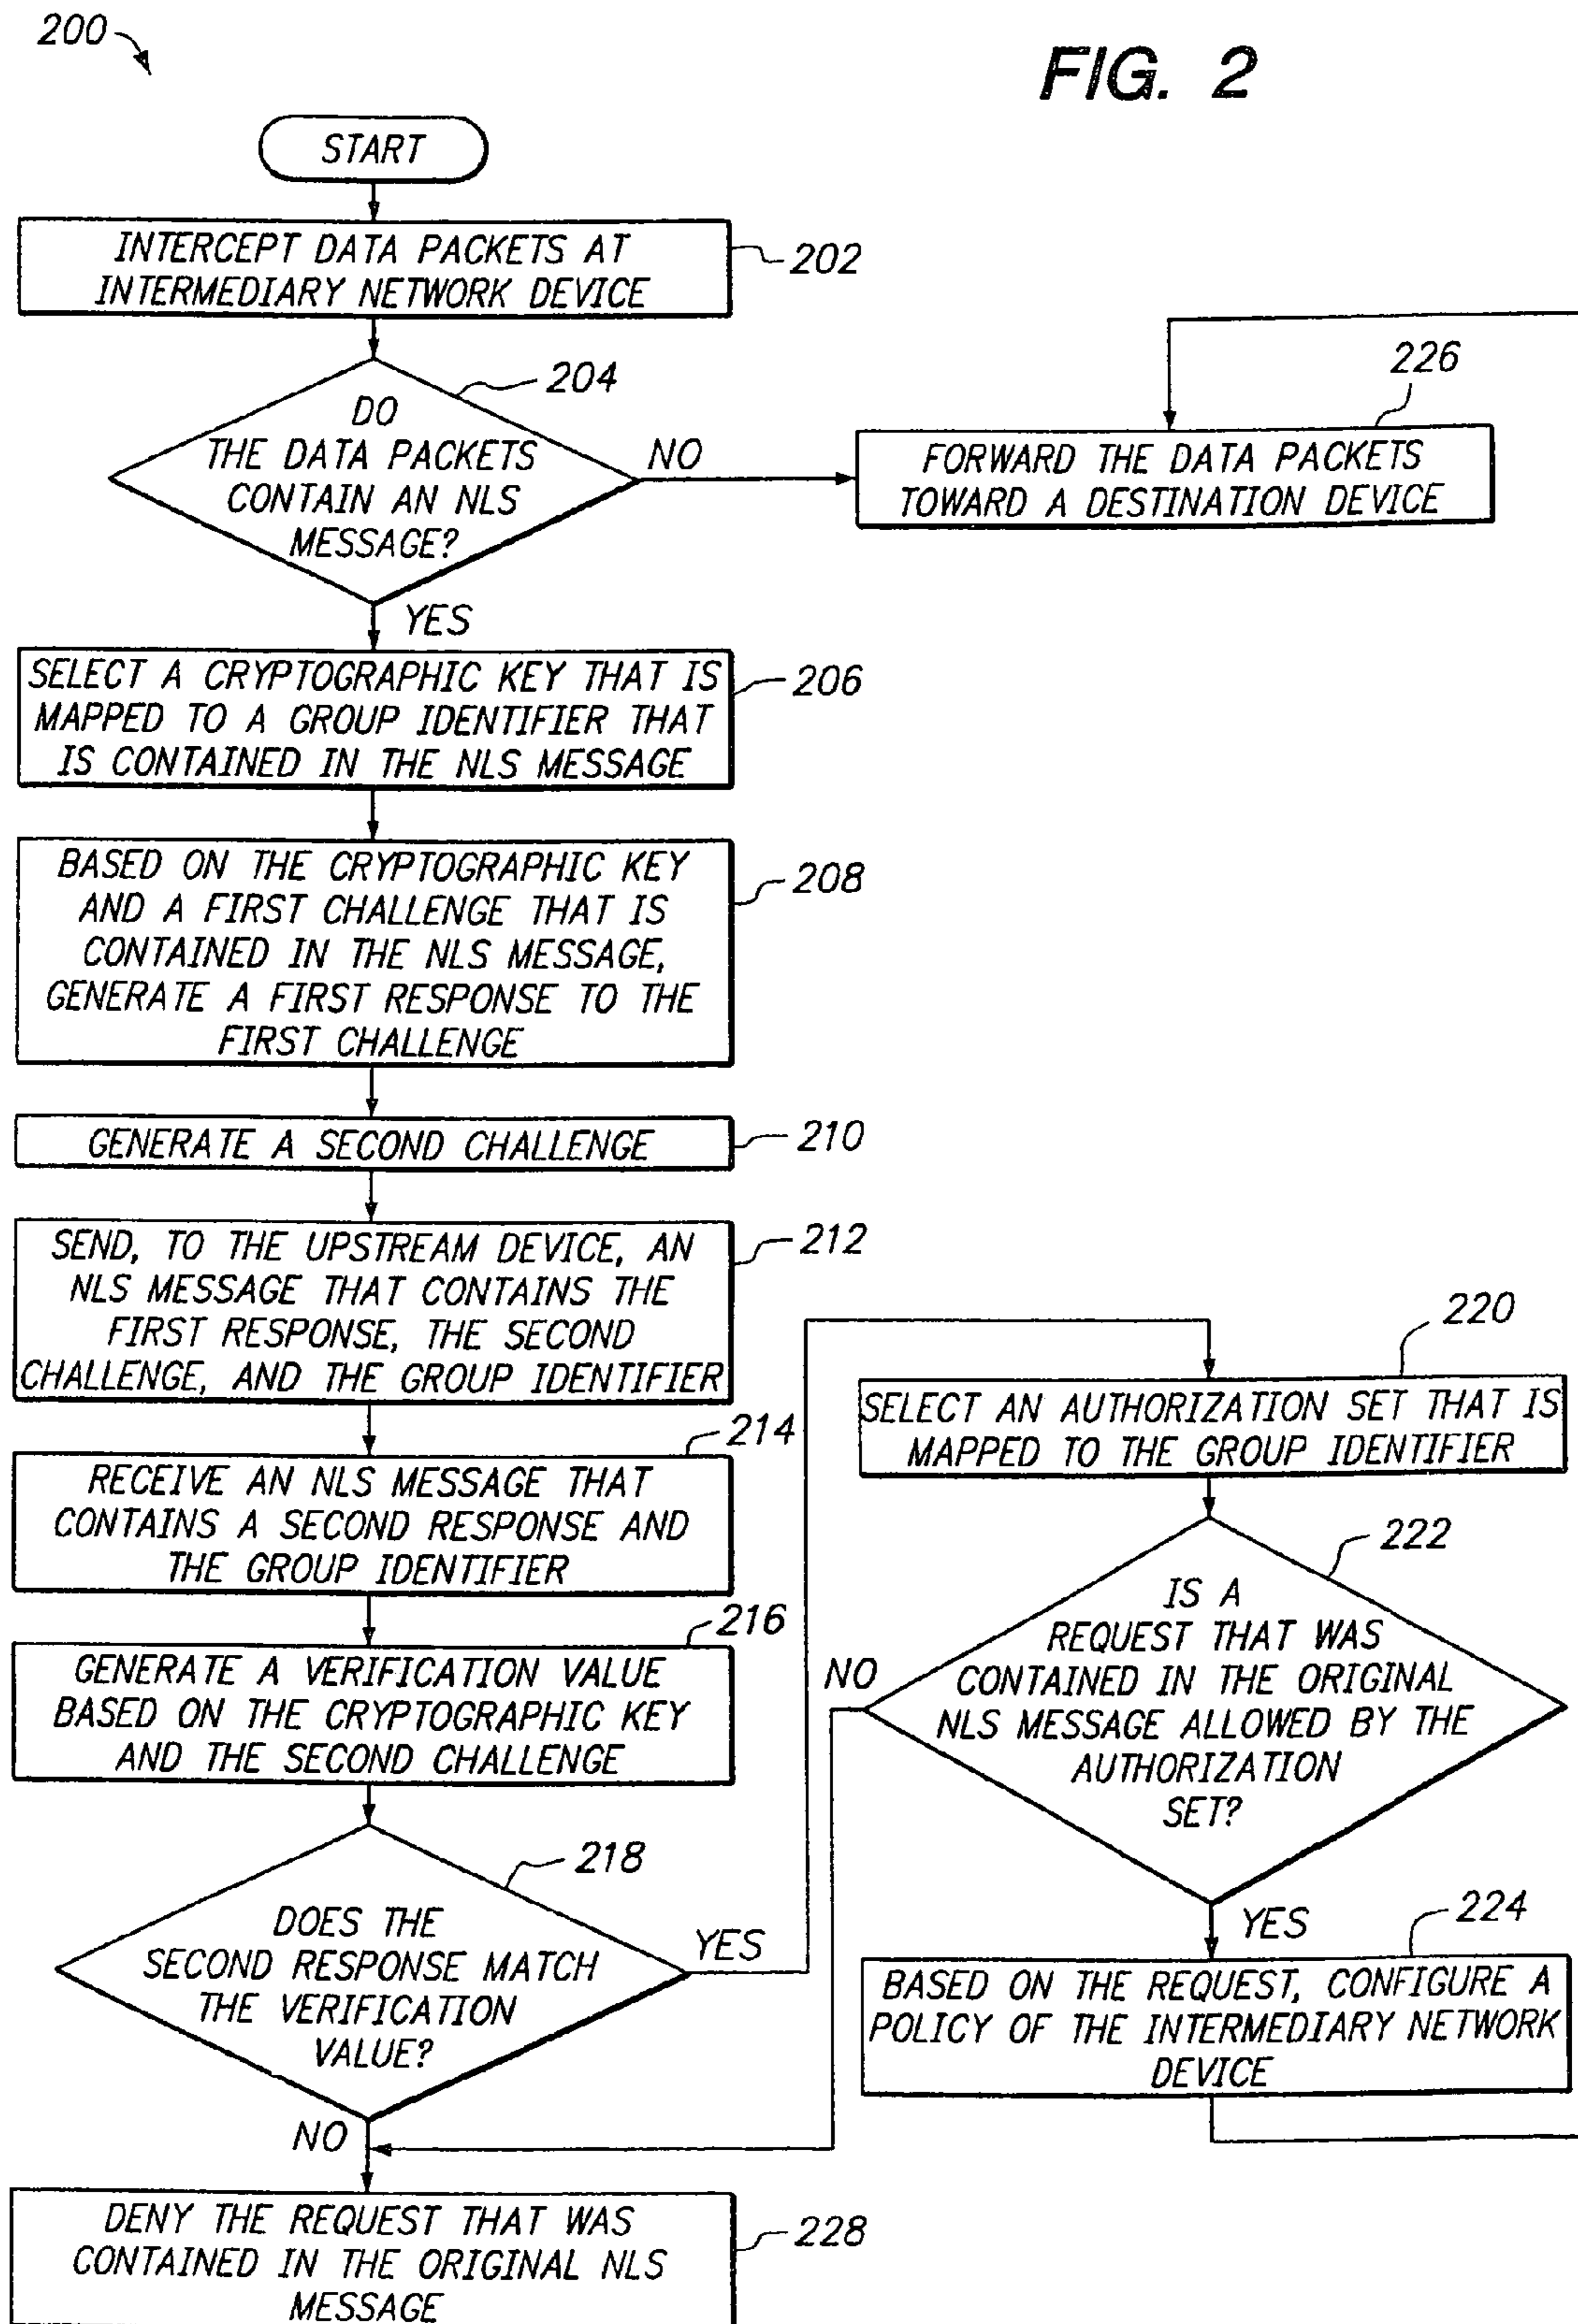 200
FIG. 2
START
INTERCEPT DATA PACKETS AT
INTERMEDIARY NETWORK DEVICE
202
DO
THE DATA PACKETS
CONTAIN AN NLS
MESSAGE?
204
NO
226
FORWARD THE DATA PACKETS
TOWARD A DESTINATION DEVICE
YES
SELECT A CRYPTOGRAPHIC KEY THAT IS
MAPPED TO A GROUP IDENTIFIER THAT
IS CONTAINED IN THE NLS MESSAGE
206
BASED ON THE CRYPTOGRAPHIC KEY
AND A FIRST CHALLENGE THAT IS
CONTAINED IN THE NLS MESSAGE,
GENERATE A FIRST RESPONSE TO THE
FIRST CHALLENGE
208
GENERATE A SECOND CHALLENGE
210
SEND, TO THE UPSTREAM DEVICE, AN
NLS MESSAGE THAT CONTAINS THE
FIRST RESPONSE, THE SECOND
CHALLENGE, AND THE GROUP IDENTIFIER
212
214
RECEIVE AN NLS MESSAGE THAT
CONTAINS A SECOND RESPONSE AND
THE GROUP IDENTIFIER
216
GENERATE A VERIFICATION VALUE
BASED ON THE CRYPTOGRAPHIC KEY
AND THE SECOND CHALLENGE
218
DOES THE
SECOND RESPONSE MATCH
THE VERIFICATION
VALUE?
YES
NO
220
SELECT AN AUTHORIZATION SET THAT IS
MAPPED TO THE GROUP IDENTIFIER
222
IS A
REQUEST THAT WAS
CONTAINED IN THE ORIGINAL
NLS MESSAGE ALLOWED BY THE
AUTHORIZATION
SET?
NO
YES
224
BASED ON THE REQUEST, CONFIGURE A
POLICY OF THE INTERMEDIARY NETWORK
DEVICE
DENY THE REQUEST THAT WAS
CONTAINED IN THE ORIGINAL NLS
MESSAGE
228